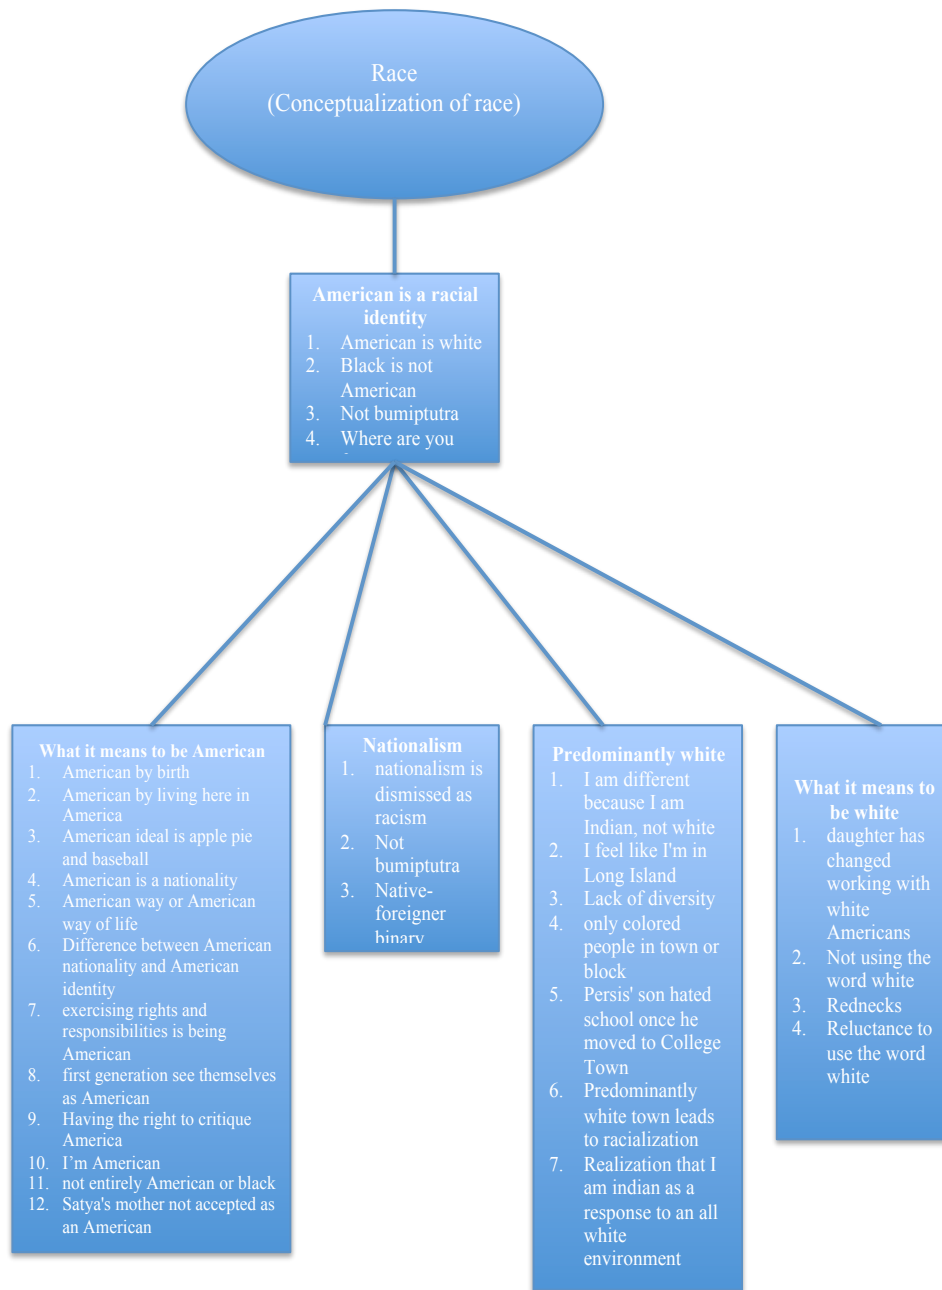 Race
(Conceptualization of race)
American is a racial
identity
1. American is white
2. Black is not
American
3. Not bumiptutra
4. Where are you
What it means to be American
1. American by birth
2. American by living here in
America
3. American ideal is apple pie
and baseball
4. American is a nationality
5. American way or American
way of life
6. Difference between American
nationality and American
identity
7. exercising rights and
responsibilities is being
American
8. first generation see themselves
as American
9. Having the right to critique
America
10. I’m American
11. not entirely American or black
12. Satya's mother not accepted as
an American
Nationalism
1. nationalism is
dismissed as
racism
2. Not
bumiptutra
3. Native-
foreigner
binary
Predominantly white
1. I am different
because I am
Indian, not white
2. I feel like I'm in
Long Island
3. Lack of diversity
4. only colored
people in town or
block
5. Persis' son hated
school once he
moved to College
Town
6. Predominantly
white town leads
to racialization
7. Realization that I
am indian as a
response to an all
white
environment
What it means to
be white
1. daughter has
changed
working with
white
Americans
2. Not using the
word white
3. Rednecks
4. Reluctance to
use the word
white